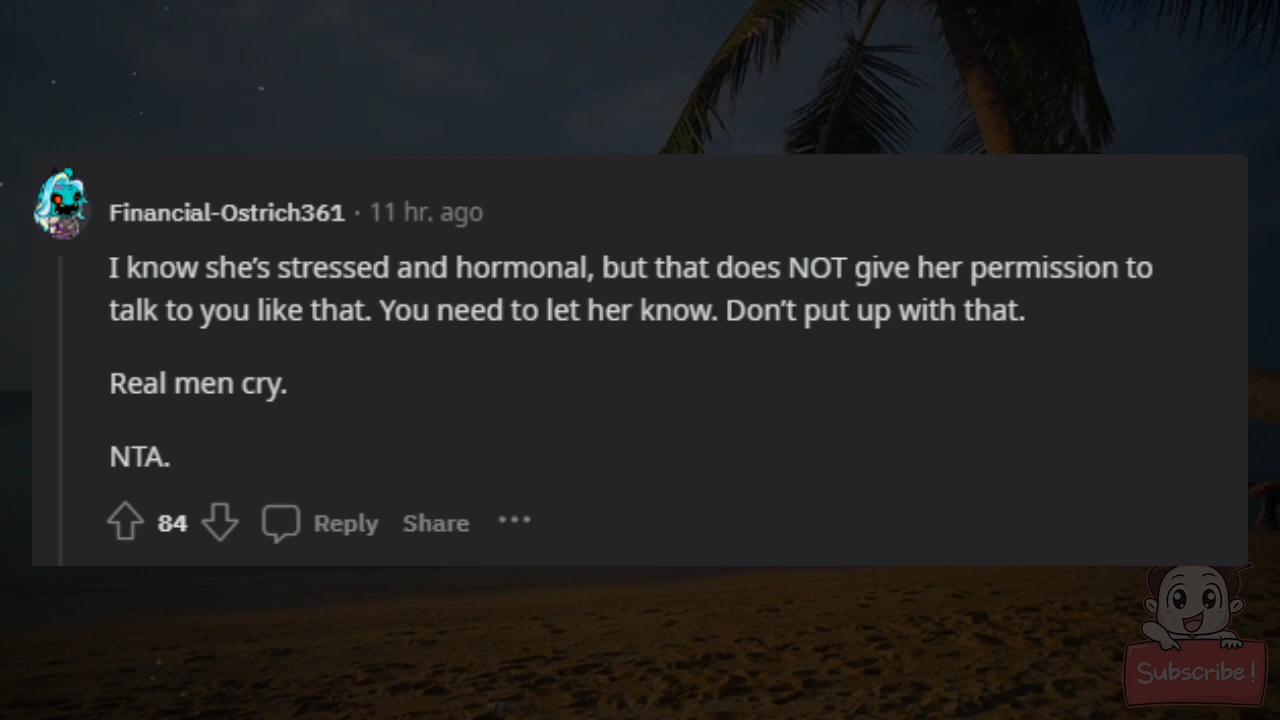 Financial-Ostrich361 · 11 hr. ago
I know she’s stressed and hormonal, but that does NOT give her permission to
talk to you like that. You need to let her know. Don’t put up with that.
Real men cry.
NTA.
84 Reply Share ···
Subscribe!